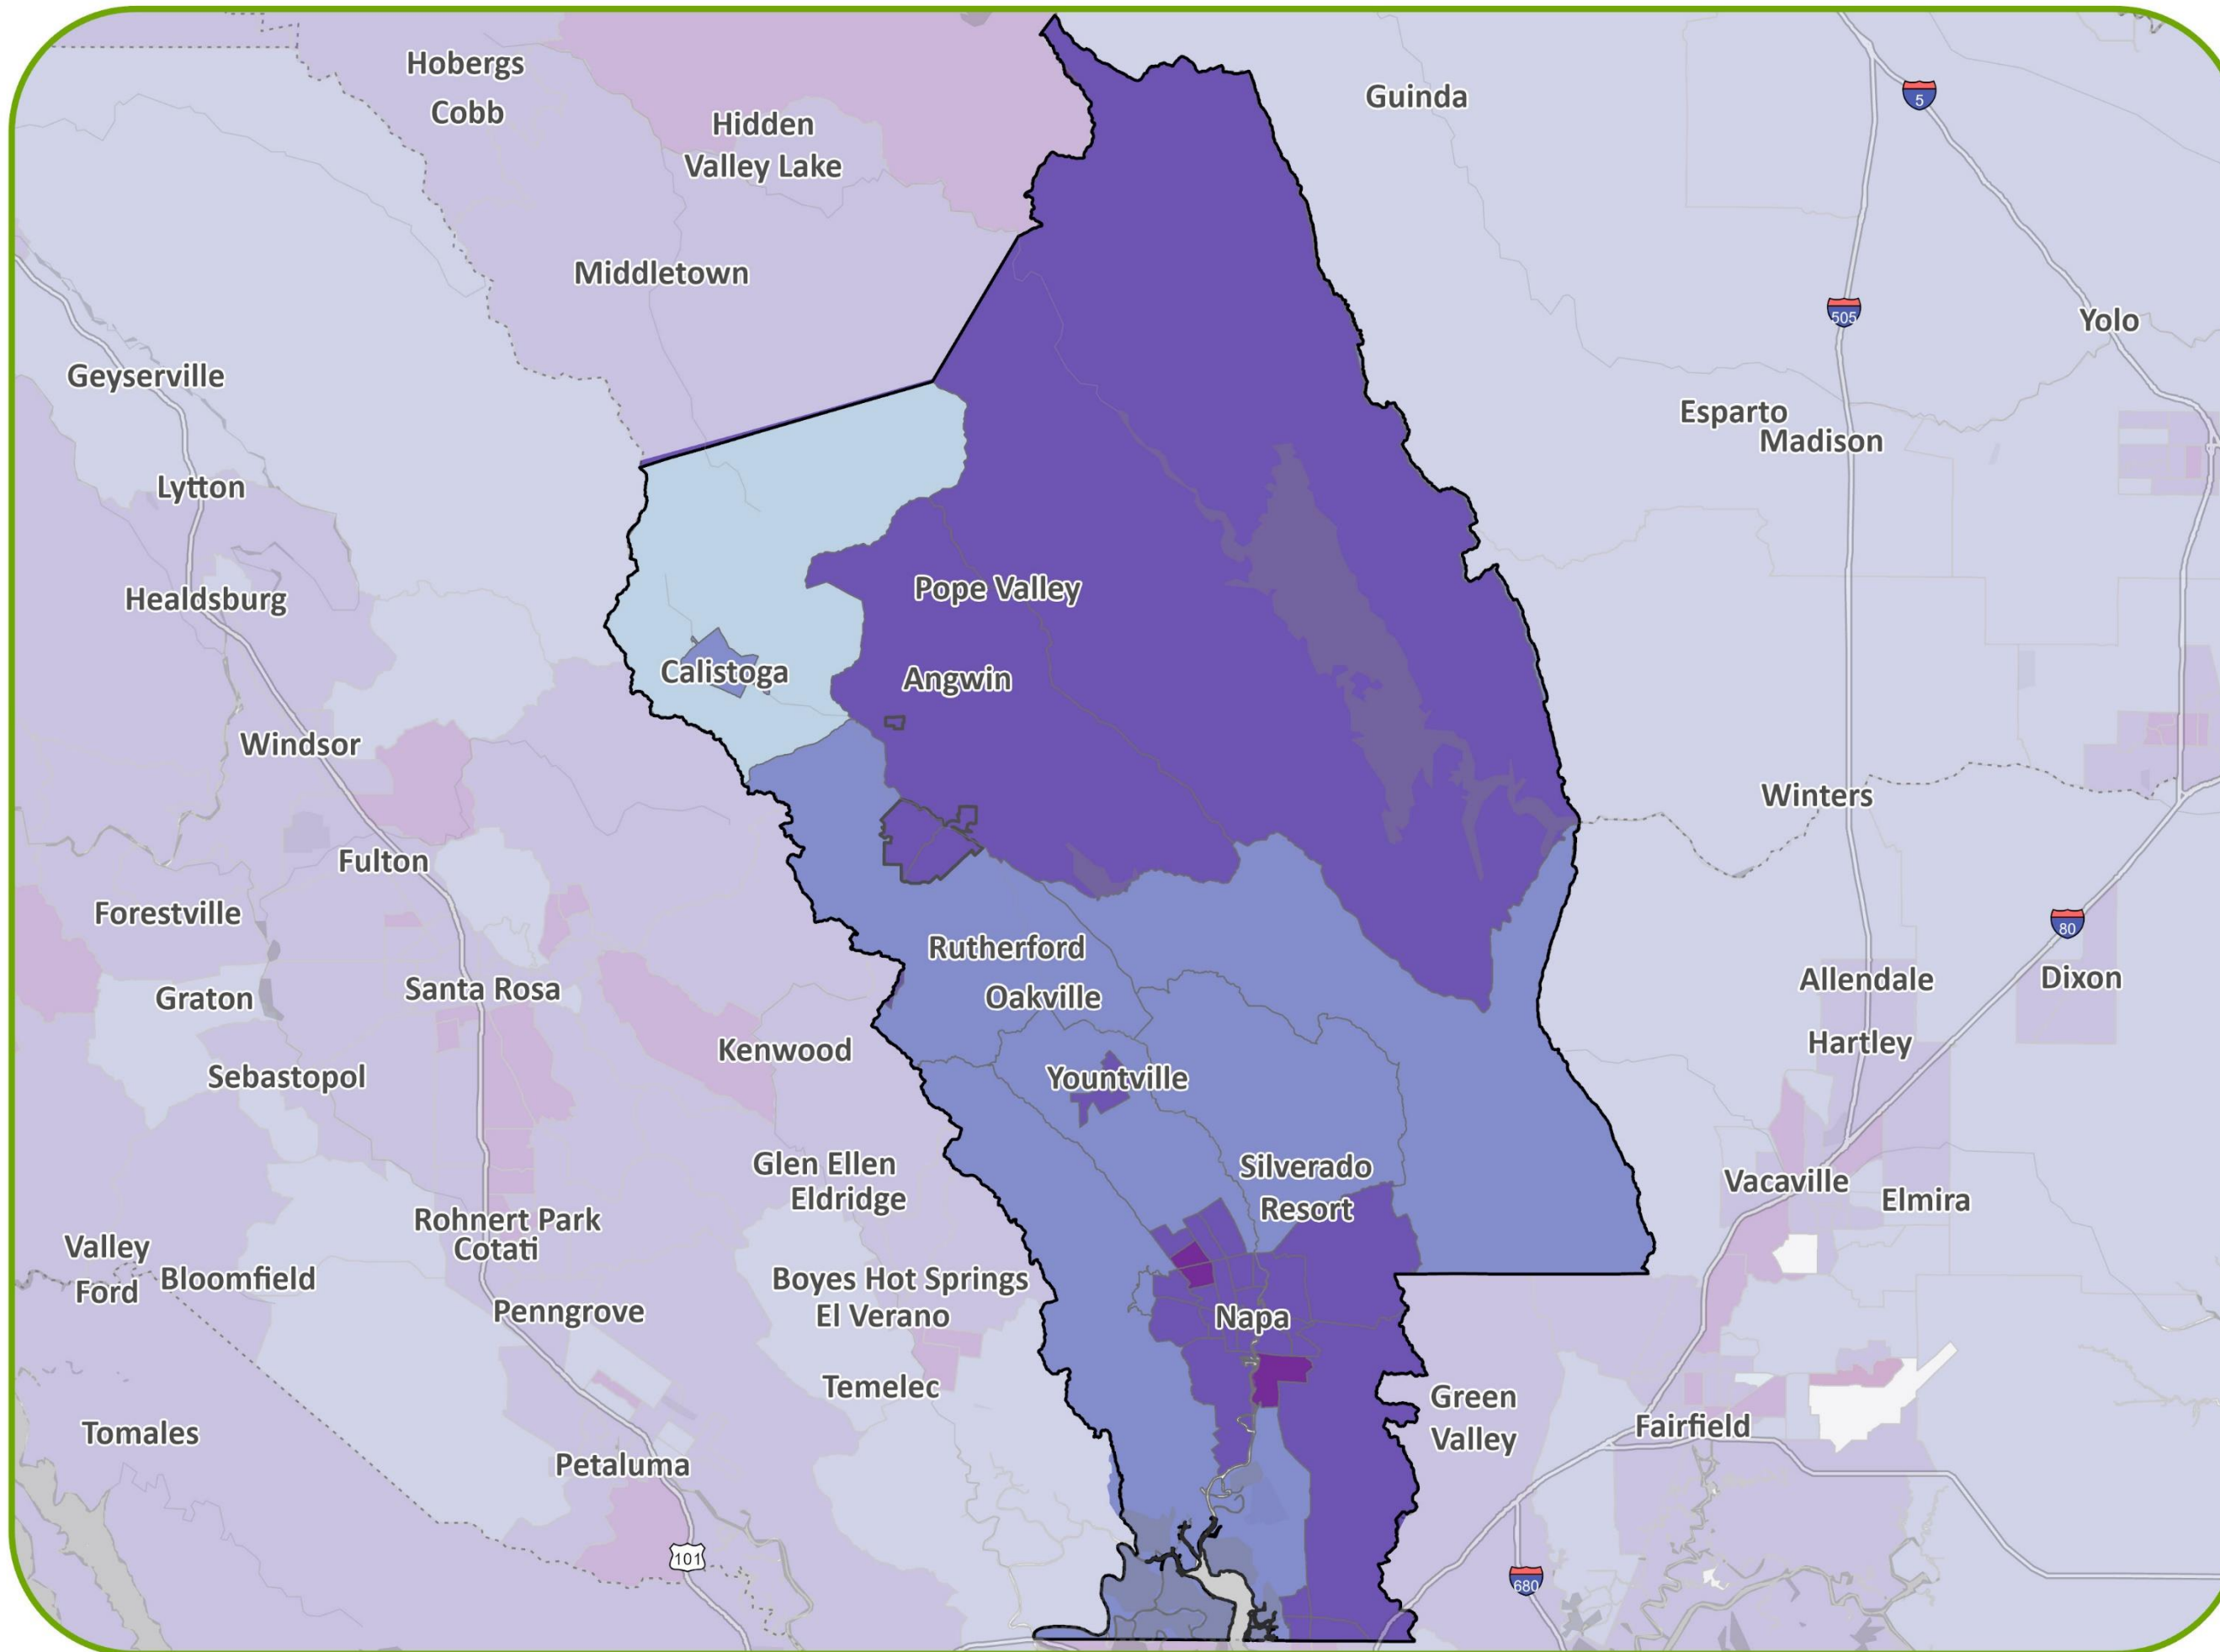 Hobergs
Cobb
Guinda
5
Hidden
Valley Lake
Middletown
505
Yolo
Geyserville
Esparto
Madison
Lytton
Healdsburg
Pope Valley
Calistoga
Angwin
Windsor
Winters
Fulton
Forestville
80
Rutherford
Santa Rosa
Graton
Oakville
Allendale
Dixon
Kenwood
Hartley
Sebastopol
Yountville
Glen Ellen
Eldridge
Silverado
Resort
Vacaville
Elmira
Rohnert Park
Cotati
Valley
Ford
Bloomfield
Boyes Hot Springs
El Verano
Penngrove
Napa
Temelec
Green
Valley
Fairfield
Tomales
Petaluma
101
680